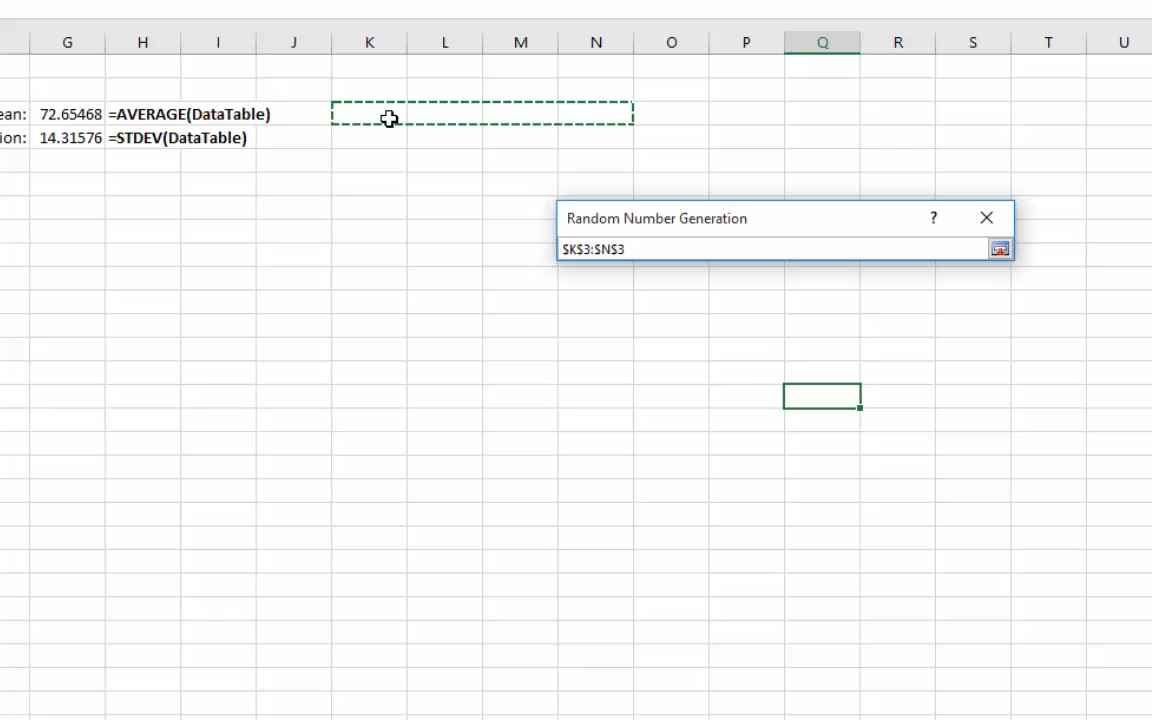 G H I J K L M N O P Q R S T U
ean: 72.65468 =AVERAGE(DataTable)
ion: 14.31576 =STDEV(DataTable)
Random Number Generation ?
$K$3:$N$3